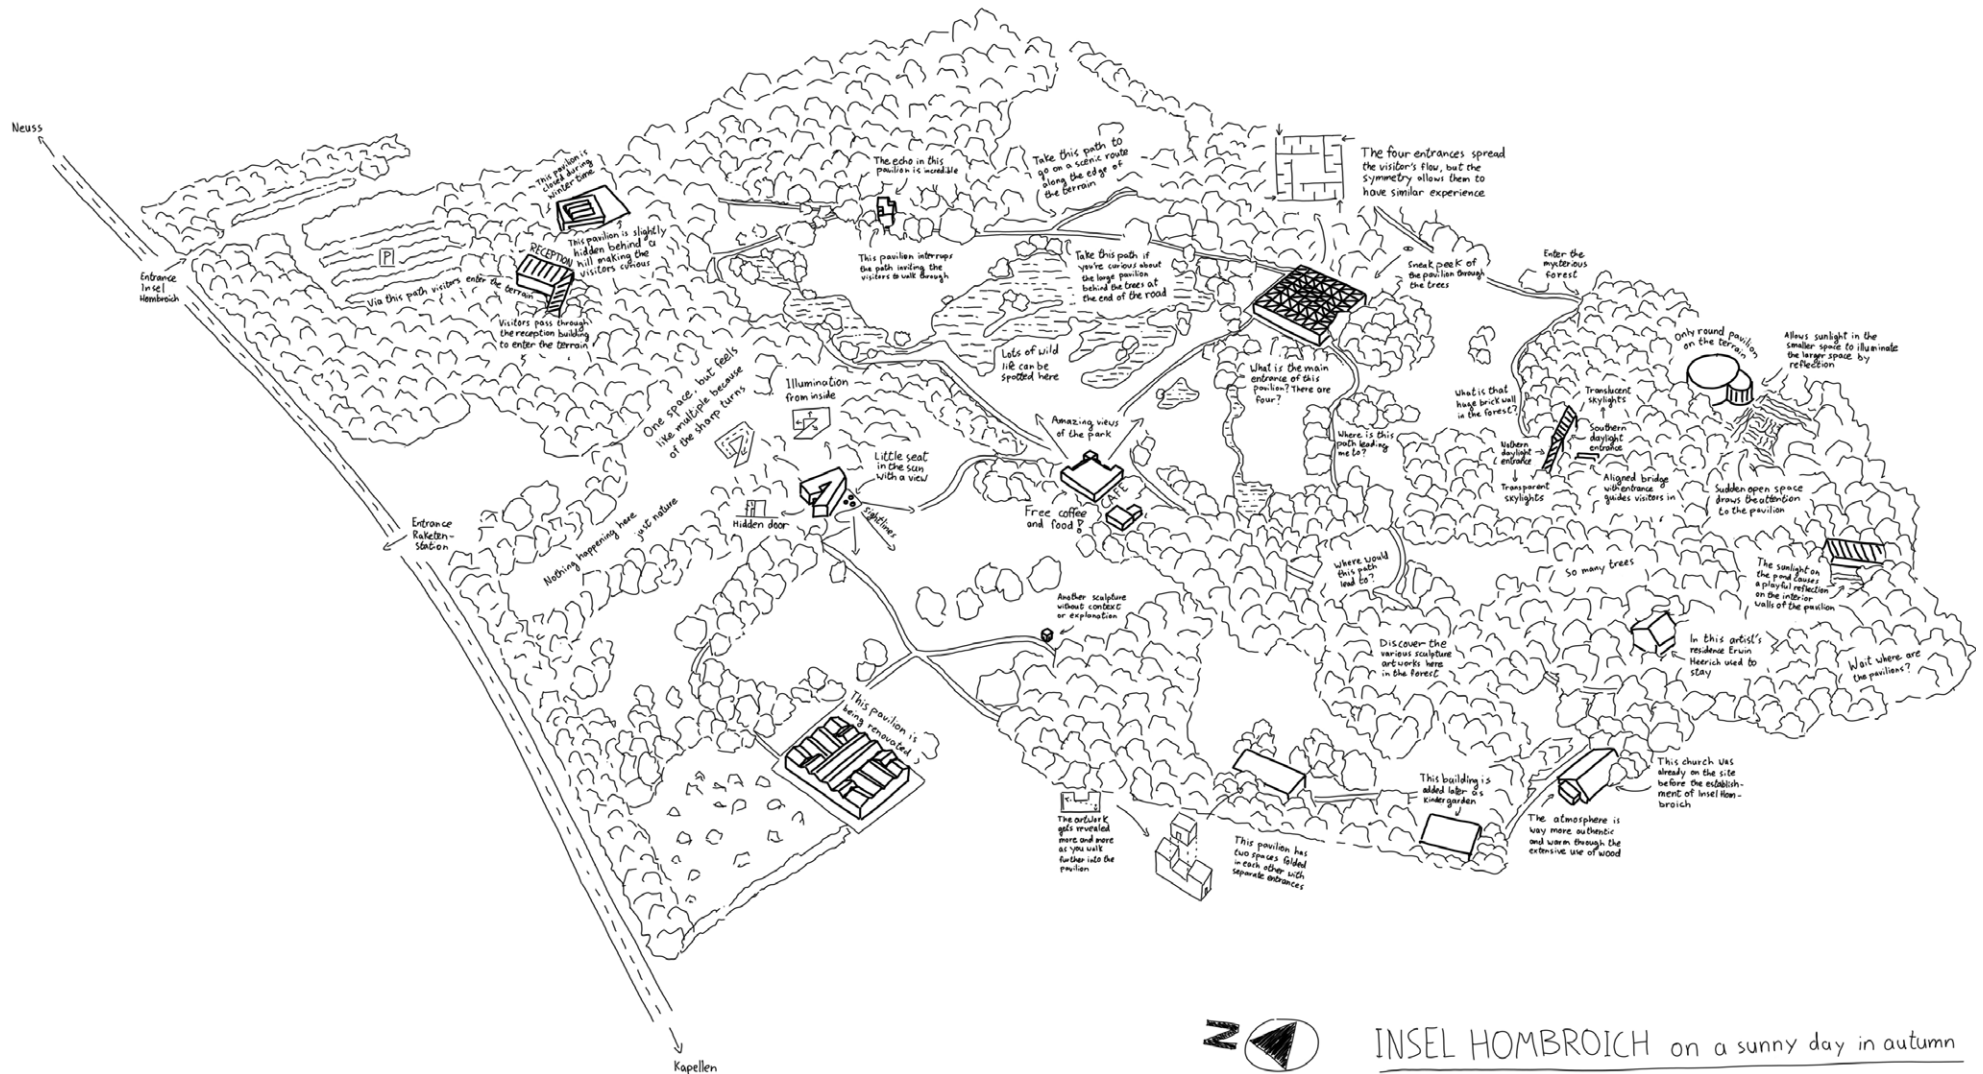 Neuss
Entrance
Insel
Hombroich
P
This pavilion is
closed during
winter time
RECEPTION
This pavilion is slightly
hidden behind a
hill making the
visitors curious
Via this path visitors enter the terrain
Visitors pass through
the reception building
to enter the terrain
The echo in this
pavilion is incredible
This pavilion interrups
the path inviting the
visitors to walk through
Take this path to
go on a scenic route
along the edge of
the terrain
Take this path if
you're curious about
the large pavilion
behind the trees at
the end of the road
The four entrances spread
the visitor's flow, but the
symmetry allows them to
have similar experience
Sneak peek of
the pavilion through
the trees
Enter the
mysterious
forest
Only round pavilion
on the terrain
Allows sunlight in the
smaller space to illuminate
the larger space by
reflection
Lots of wild
life can be
spotted here
What is the main
entrance of this
pavilion? There are
four?
What is that
huge brick wall
in the forest?
Translucent
skylights
Southern
daylight
entrance
Nothern
daylight
entrance
Transparent
skylights
Aligned bridge
with entrance
guides visitors in
Sudden open space
draws the attention
to the pavilion
One space, but feels
like multiple because
of the sharp turns
Illumination
from inside
Little seat
in the sun
with a view
Hidden door
sightlines
Amazing views
of the park
CAFE
Free coffee
and food!
Where is this
path leading
me to?
Entrance
Raketen-
station
Nothing happening here
just nature
Where would
this path
lead to?
So many trees
The sunlight on
the pond causes
a playful reflection
on the interior
walls of the pavilion
Another sculpture
without context
or explanation
Discover the
various sculpture
artworks here
in the forest
In this artist's
residence Erwin
Heerich used to
stay
Wait where are
the pavilions?
This pavilion is
being renovated
The artwork
gets revealed
more and more
as you walk
further into the
pavilion
This pavilion has
two spaces folded
in each other with
separate entrances
This building is
added later as
kindergarden
This church was
already on the site
before the establish-
ment of Insel Hom-
broich
The atmosphere is
way more authentic
and warm through the
extensive use of wood
Kapellen
N
INSEL HOMBROICH on a sunny day in autumn